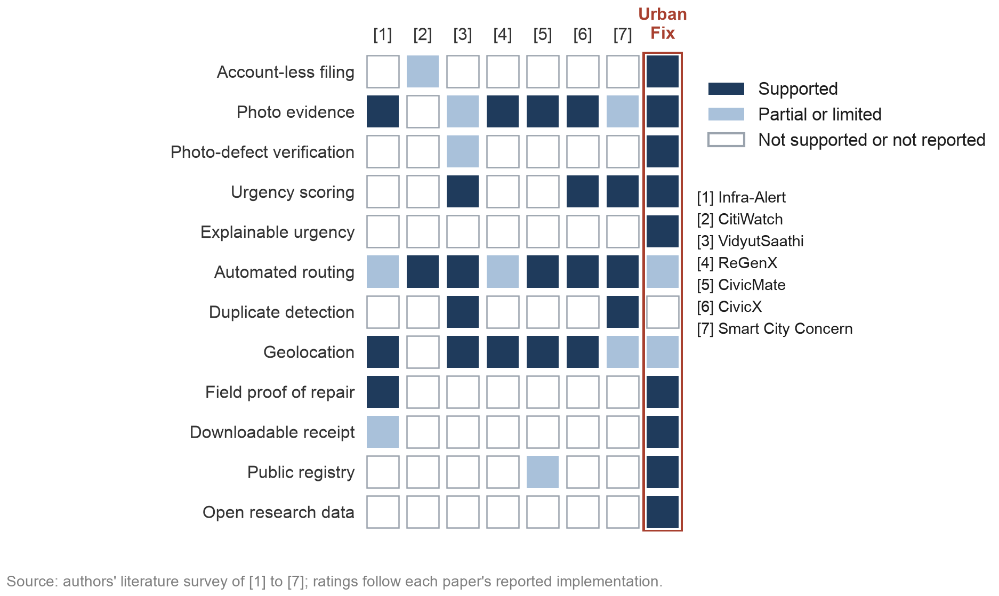 Urban
Fix
[1] [2] [3] [4] [5] [6] [7]
Account-less filing
Photo evidence
Photo-defect verification
Urgency scoring
Explainable urgency
Automated routing
Duplicate detection
Geolocation
Field proof of repair
Downloadable receipt
Public registry
Open research data
Supported
Partial or limited
Not supported or not reported
[1] Infra-Alert
[2] CitiWatch
[3] VidyutSaathi
[4] ReGenX
[5] CivicMate
[6] CivicX
[7] Smart City Concern
Source: authors' literature survey of [1] to [7]; ratings follow each paper's reported implementation.